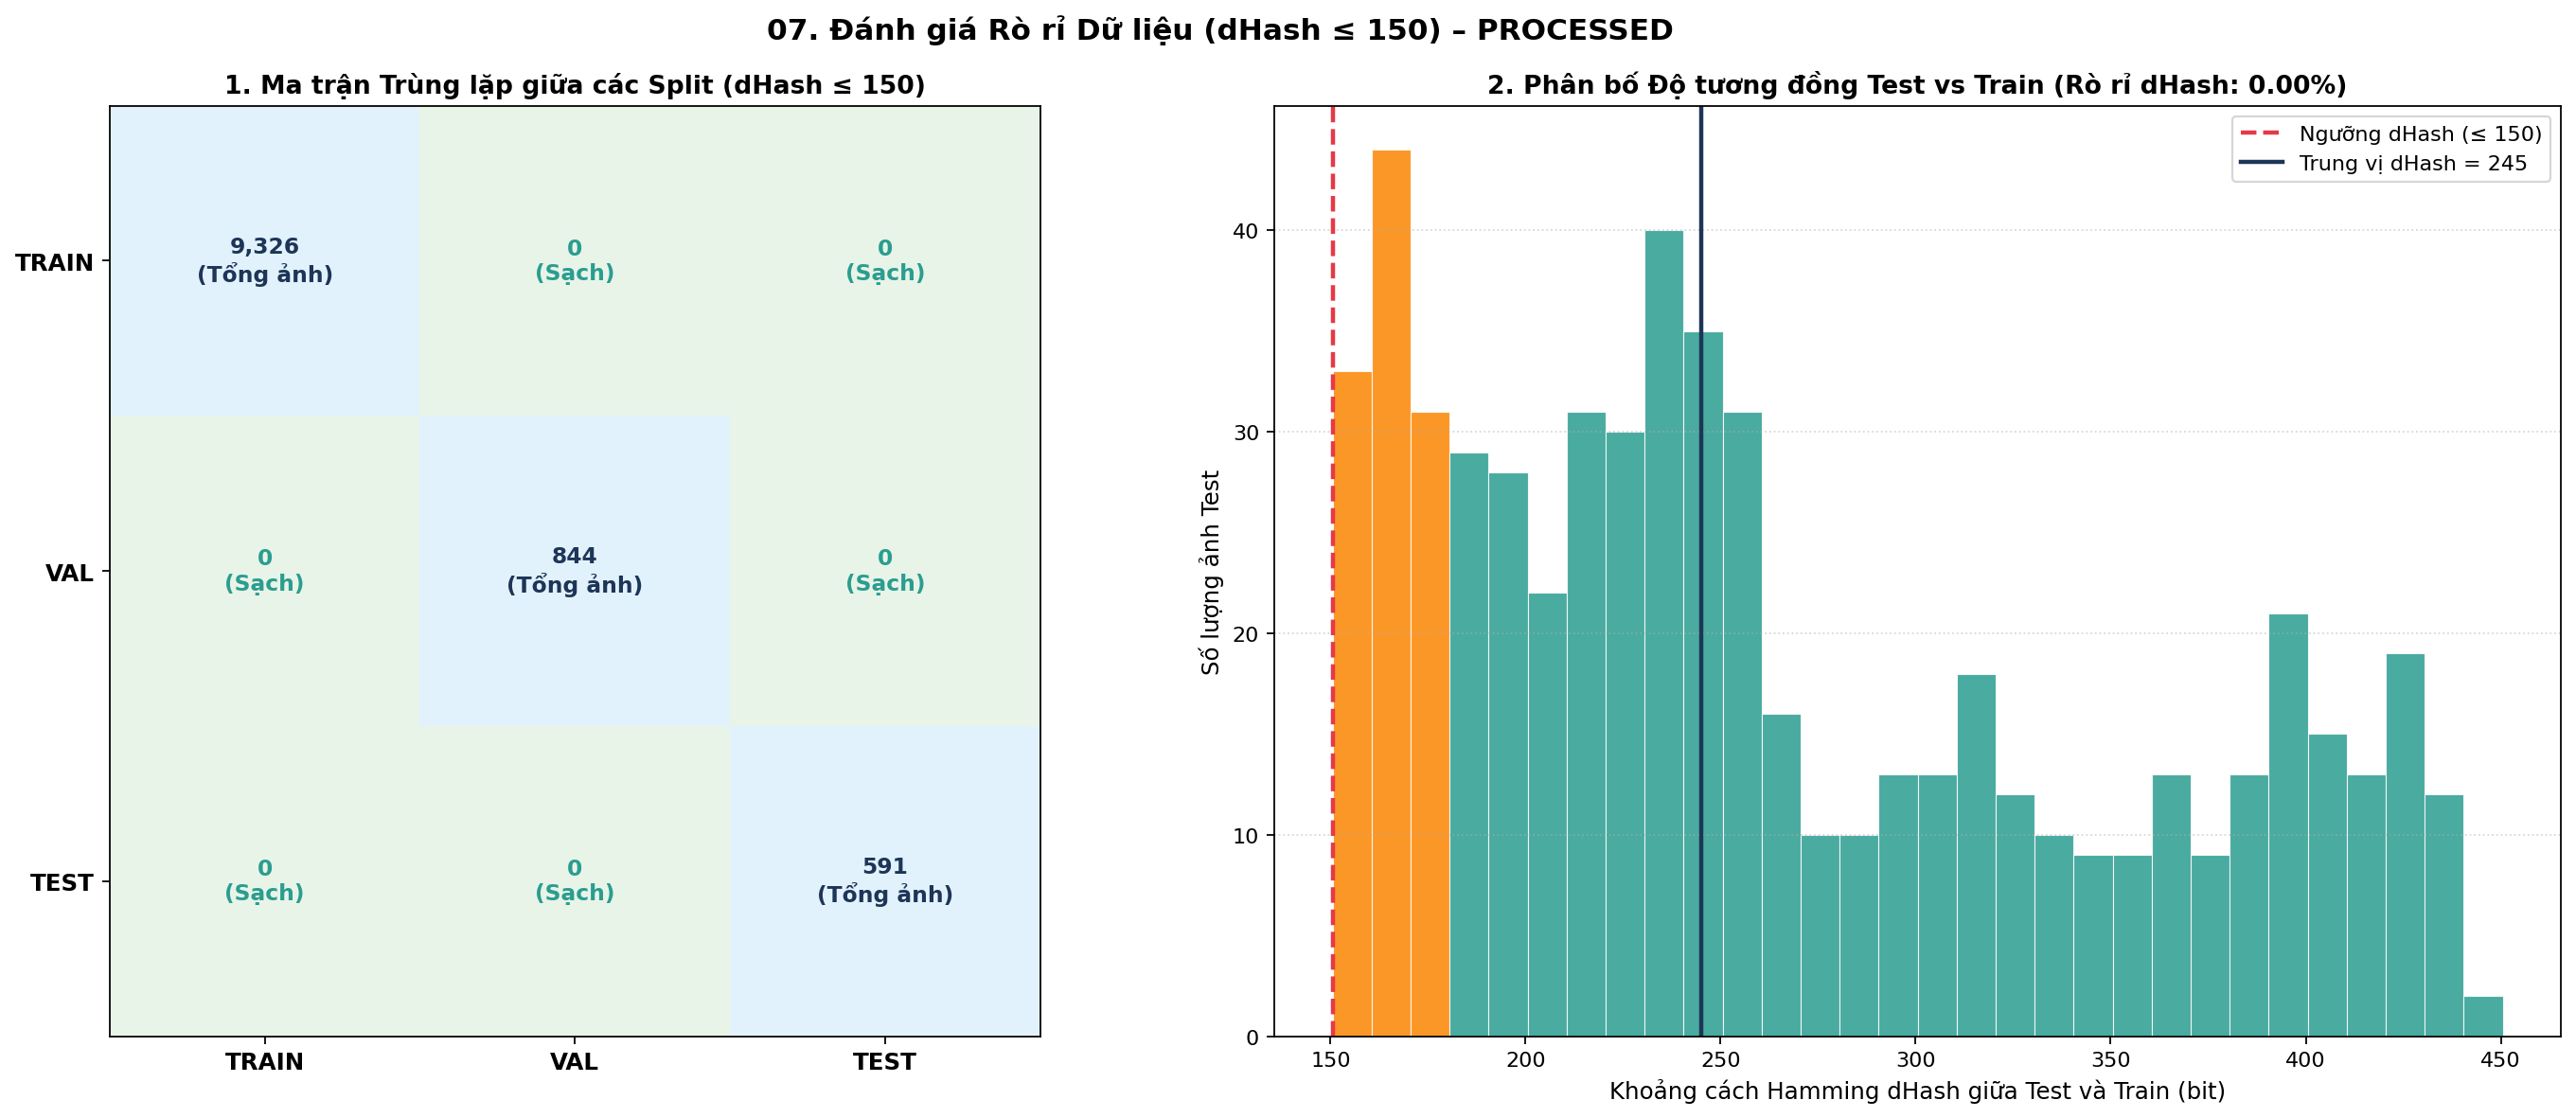 07. Đánh giá Rò rỉ Dữ liệu (dHash ≤ 150) – PROCESSED
1. Ma trận Trùng lặp giữa các Split (dHash ≤ 150)
TRAIN
VAL
TEST
9,326
(Tổng ảnh)
0
(Sạch)
0
(Sạch)
0
(Sạch)
844
(Tổng ảnh)
0
(Sạch)
0
(Sạch)
0
(Sạch)
591
(Tổng ảnh)
TRAIN
VAL
TEST
2. Phân bố Độ tương đồng Test vs Train (Rò rỉ dHash: 0.00%)
Ngưỡng dHash (≤ 150)
Trung vị dHash = 245
Số lượng ảnh Test
40
30
20
10
0
150
200
250
300
350
400
450
Khoảng cách Hamming dHash giữa Test và Train (bit)